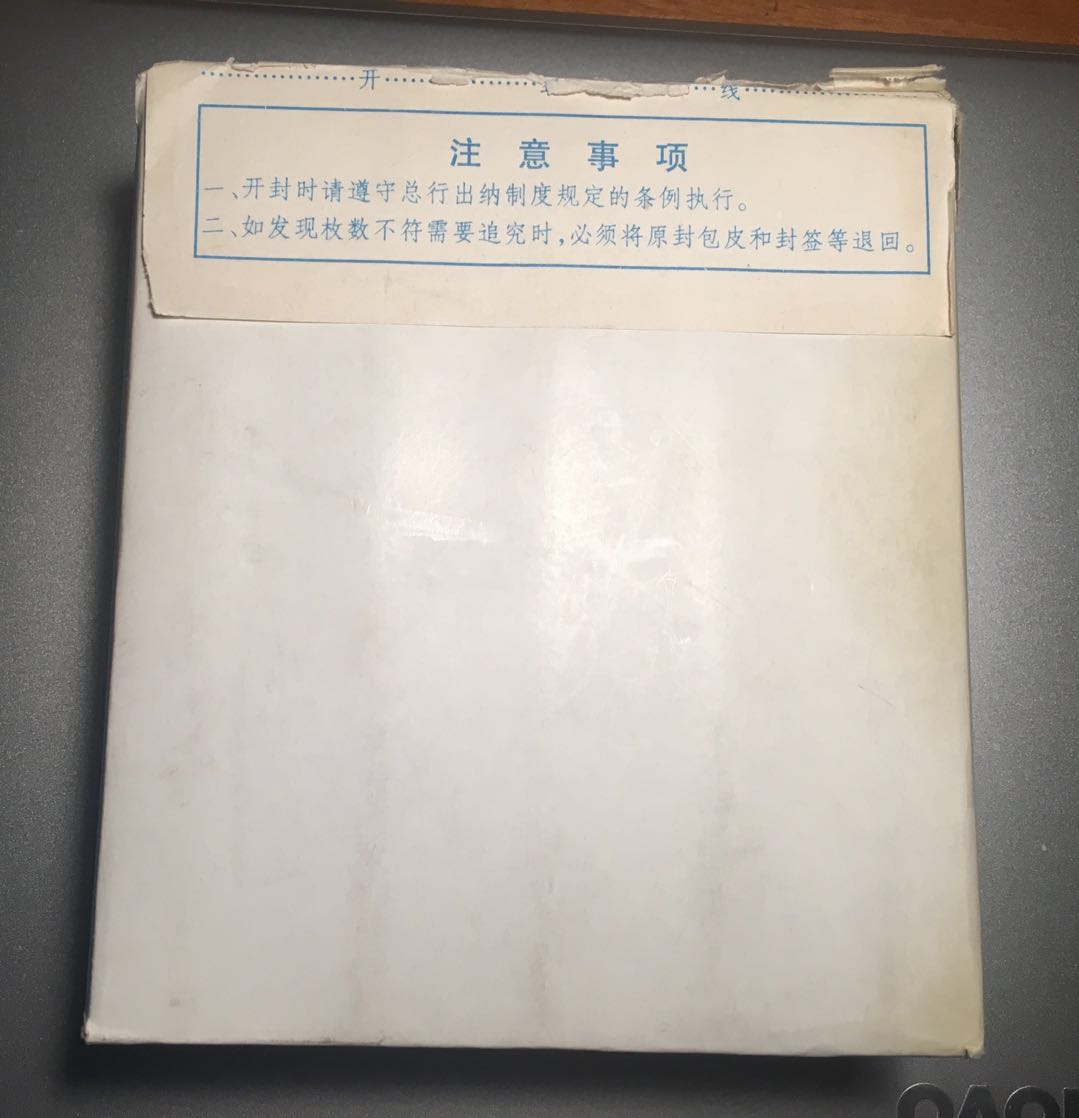 开 线
注意事项
一、开封时请遵守总行出纳制度规定的条例执行。
二、如发现枚数不符需要追究时,必须将原封包皮和封签等退回。